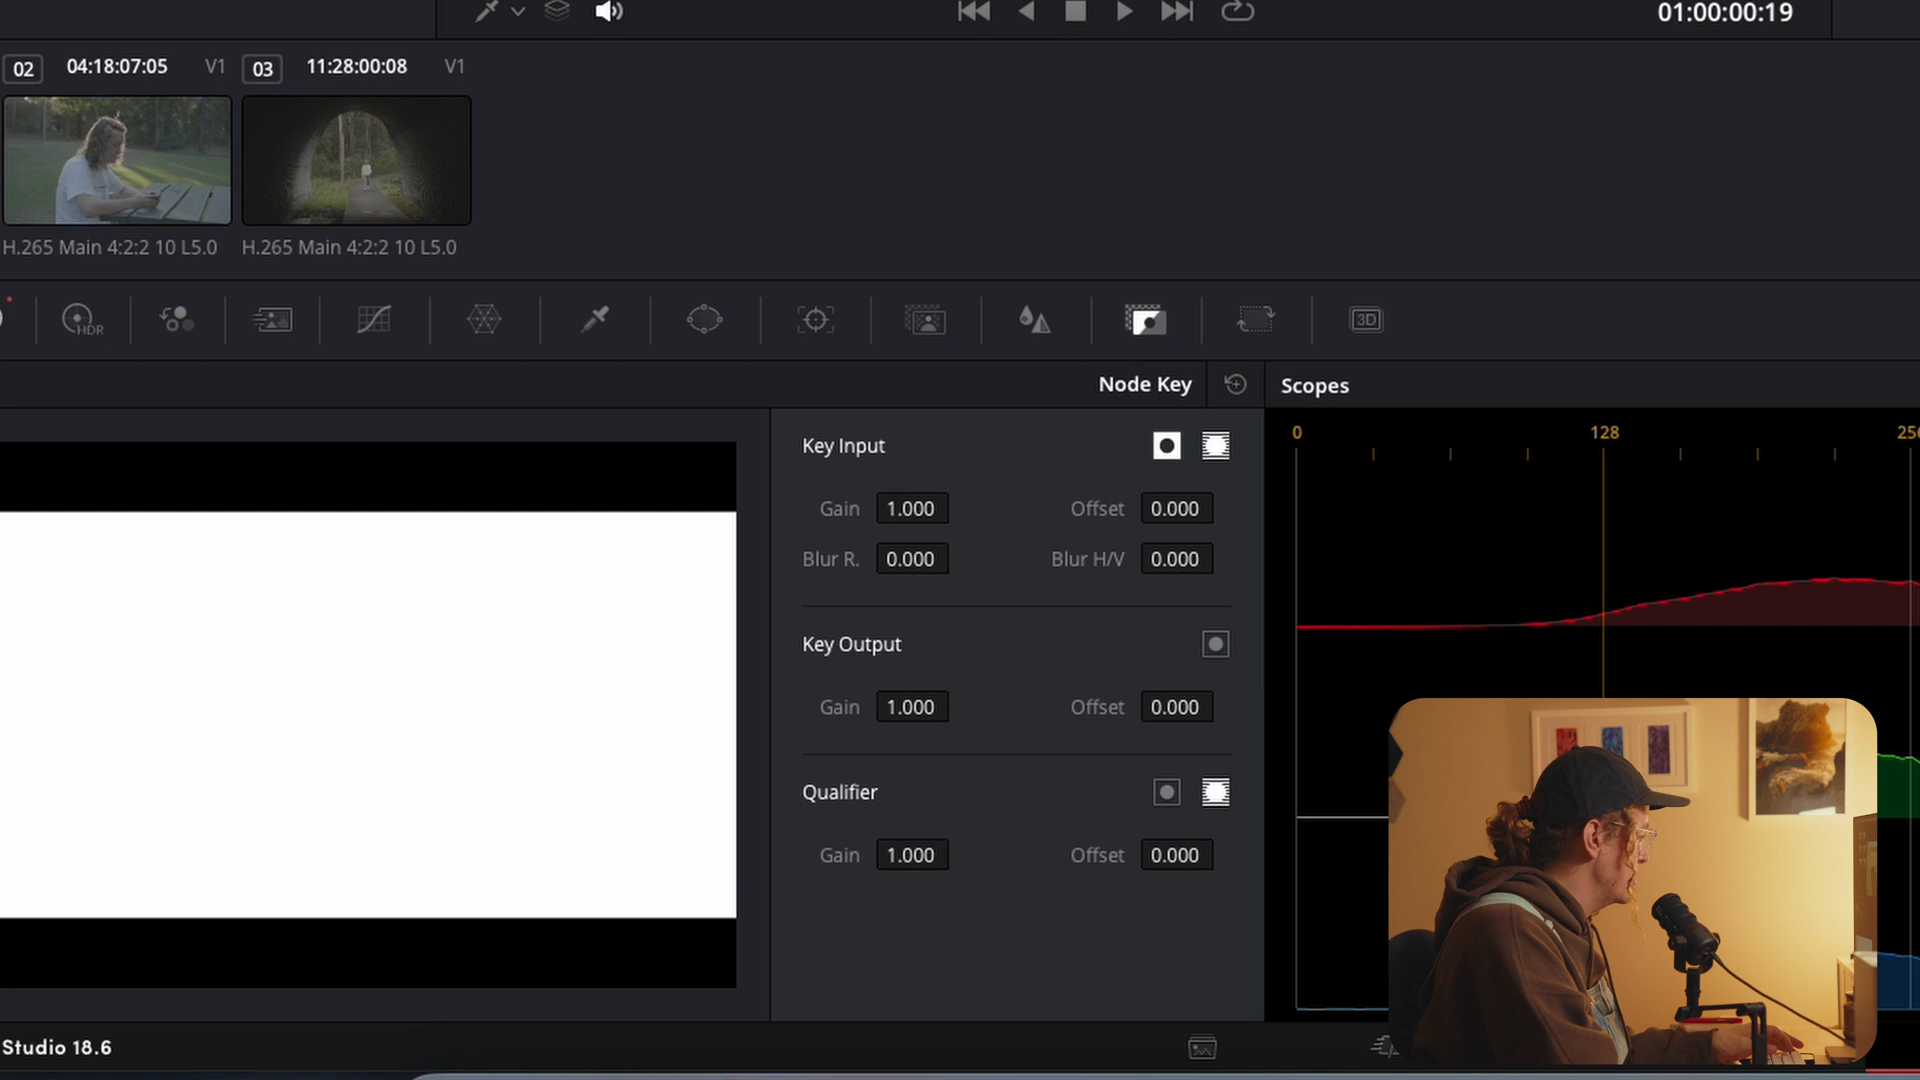 01:00:00:19
02 04:18:07:05 V1 03 11:28:00:08 V1
H.265 Main 4:2:2 10 L5.0 H.265 Main 4:2:2 10 L5.0
HDR 3D
Node Key Scopes
Key Input
Gain 1.000 Offset 0.000
Blur R. 0.000 Blur H/V 0.000
Key Output
Gain 1.000 Offset 0.000
Qualifier
Gain 1.000 Offset 0.000
0 128
Studio 18.6